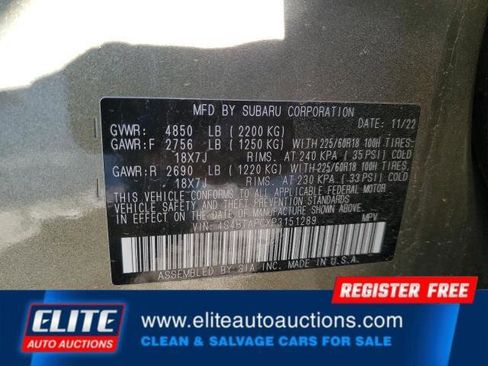 MFD BY SUBARU CORPORATION
GVWR: 4850 LB ( 2200 KG) DATE: 11/22
GAWR:F 2756 LB ( 1250 KG) WITH 225/60R18 100H TIRES
18X7J RIMS, AT 240 KPA ( 35 PSI) COLD
GAWR:R 2690 LB ( 1220 KG) WITH 225/60R18 100H TIRES
18X7J RIMS, AT 230 KPA ( 33 PSI) COLD
THIS VEHICLE CONFORMS TO ALL APPLICABLE FEDERAL MOTOR
VEHICLE SAFETY STANDARDS IN EFFECT ON THE DATE OF
MANUFACTURE SHOWN ABOVE.
VIN: MPV
ASSEMBLED BY SIA INC. MADE IN U.S.A.
ELITE
AUTO AUCTIONS
REGISTER FREE
www.eliteautoauctions.com
CLEAN & SALVAGE CARS FOR SALE